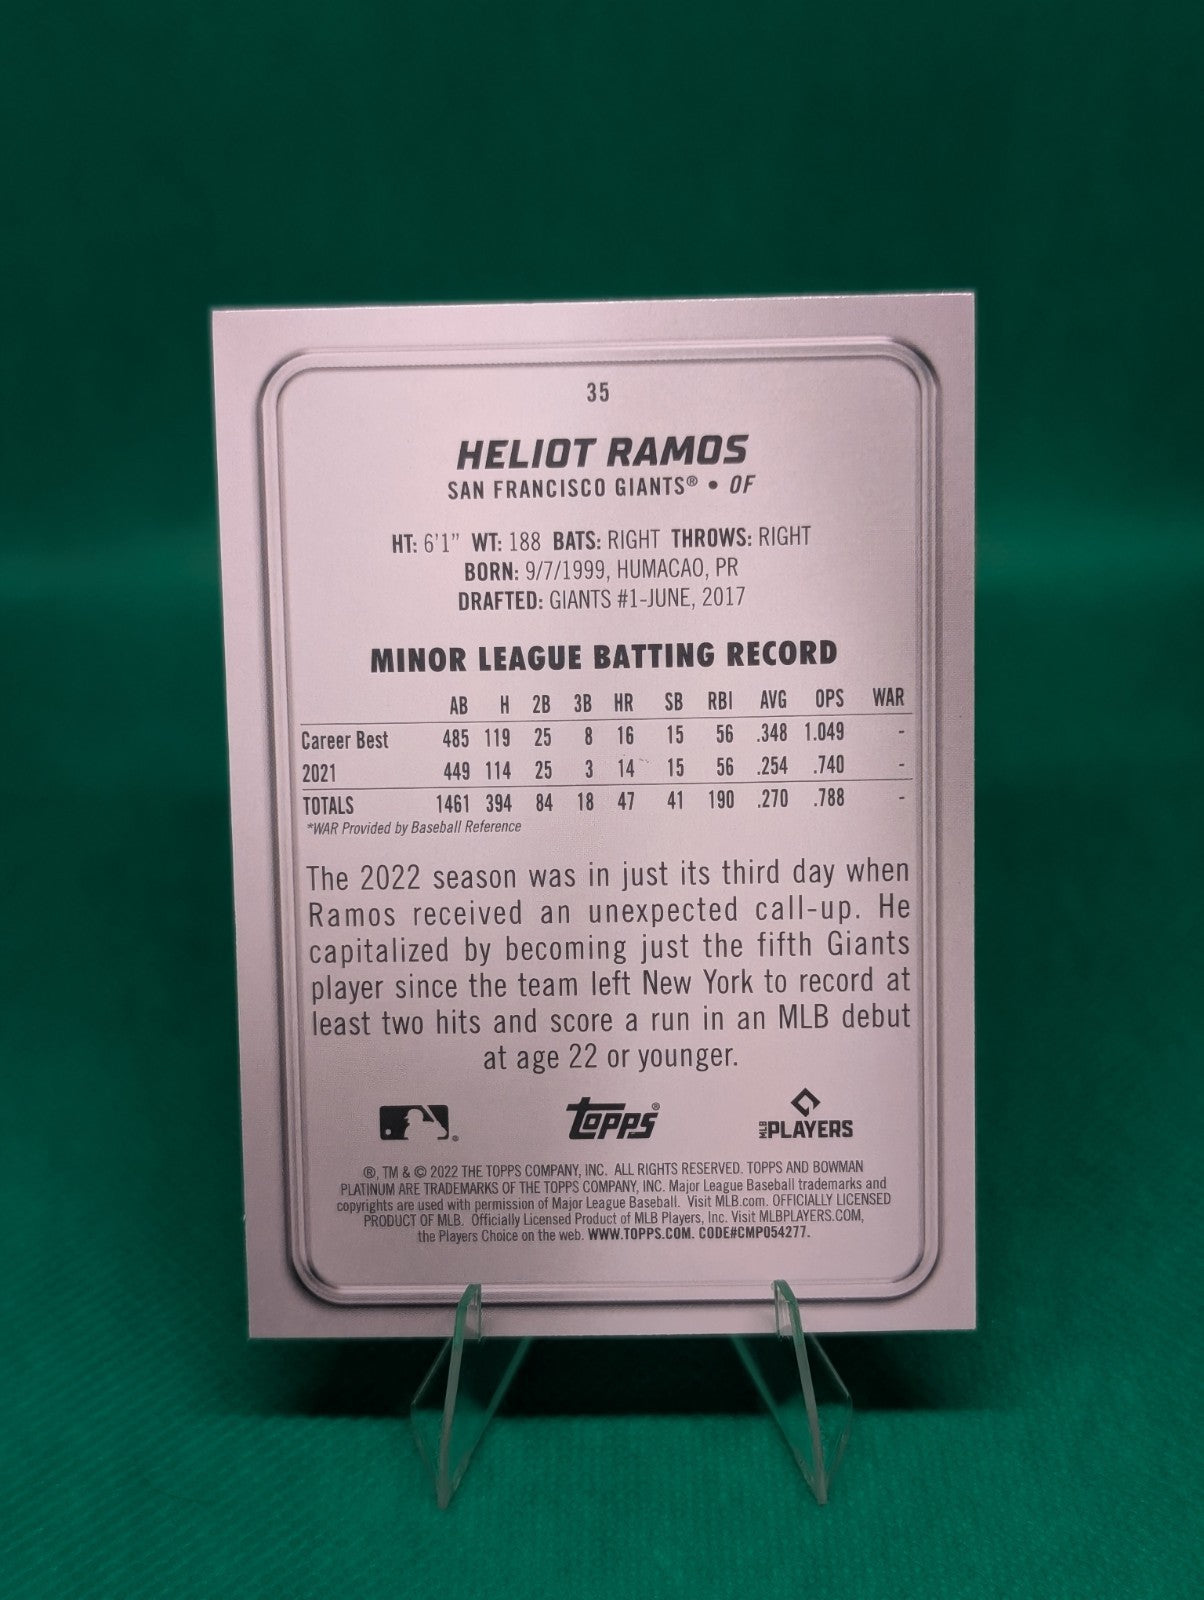 35
HELIOT RAMOS
SAN FRANCISCO GIANTS® • OF
HT: 6'1" WT: 188 BATS: RIGHT THROWS: RIGHT
BORN: 9/7/1999, HUMACAO, PR
DRAFTED: GIANTS #1-JUNE, 2017
MINOR LEAGUE BATTING RECORD
AB H 2B 3B HR SB RBI AVG OPS WAR
Career Best 485 119 25 8 16 15 56 .348 1.049 -
2021 449 114 25 3 14 15 56 .254 .740 -
TOTALS 1461 394 84 18 47 41 190 .270 .788 -
*WAR Provided by Baseball Reference
The 2022 season was in just its third day when
Ramos received an unexpected call-up. He
capitalized by becoming just the fifth Giants
player since the team left New York to record at
least two hits and score a run in an MLB debut
at age 22 or younger.
® Topps® MLB PLAYERS
®, TM & © 2022 THE TOPPS COMPANY, INC. ALL RIGHTS RESERVED. TOPPS AND BOWMAN
PLATINUM ARE TRADEMARKS OF THE TOPPS COMPANY, INC. Major League Baseball trademarks and
copyrights are used with permission of Major League Baseball. Visit MLB.com. OFFICIALLY LICENSED
PRODUCT OF MLB. Officially Licensed Product of MLB Players, Inc. Visit MLBPLAYERS.COM,
the Players Choice on the web. WWW.TOPPS.COM. CODE#CMP054277.